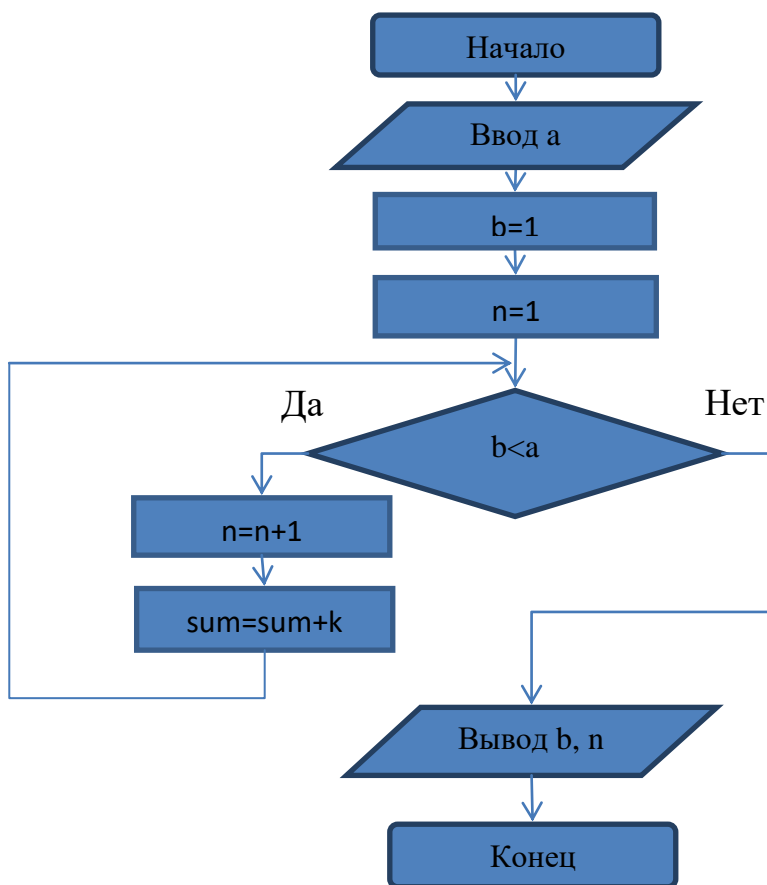 Начало
Ввод a
b=1
n=1
Да
Нет
b<a
n=n+1
sum=sum+k
Вывод b, n
Конец